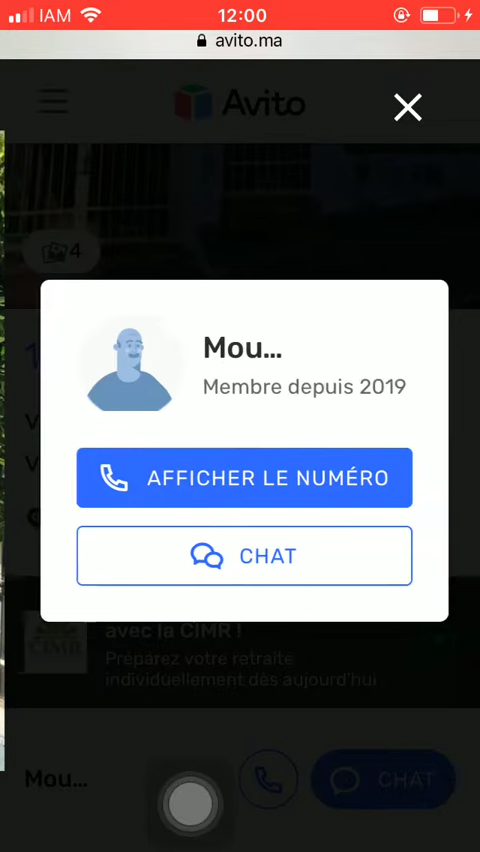 IAM 12:00
avito.ma
Avito
4
Mou...
Membre depuis 2019
AFFICHER LE NUMÉRO
CHAT
avec la CIMR !
CIMR
Préparez votre retraite
individuellement dès aujourd'hui
Mou...
CHAT